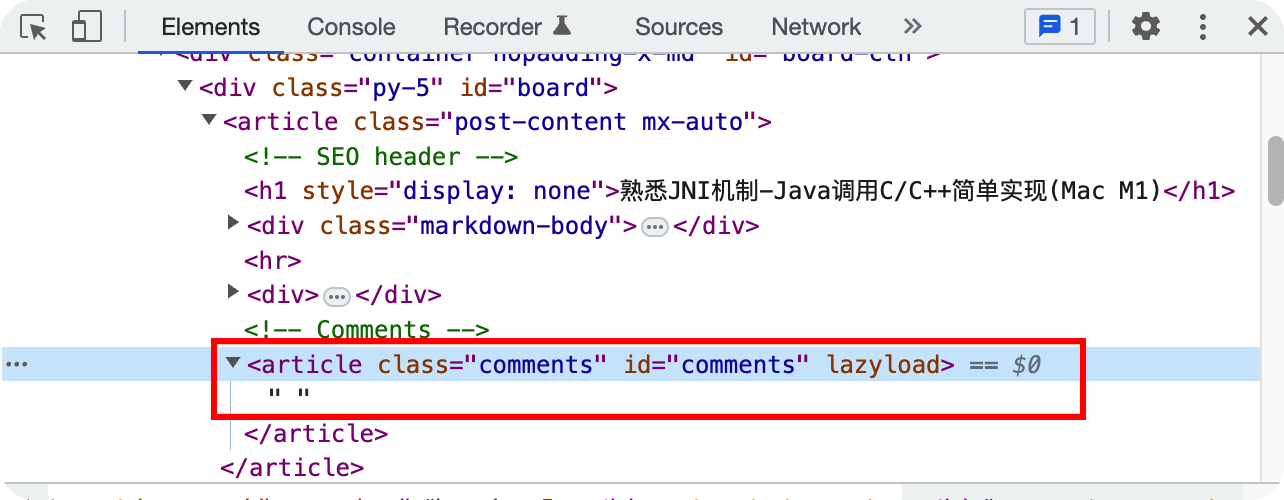 Elements Console Recorder Sources Network 1
<div class="container nopadding-x-md" id="board-ctn">
<div class="py-5" id="board">
<article class="post-content mx-auto">
<!-- SEO header -->
<h1 style="display: none">熟悉JNI机制-Java调用C/C++简单实现(Mac M1)</h1>
<div class="markdown-body">…</div>
<hr>
<div>…</div>
<!-- Comments -->
… <article class="comments" id="comments" lazyload> == $0
" "
</article>
</article>